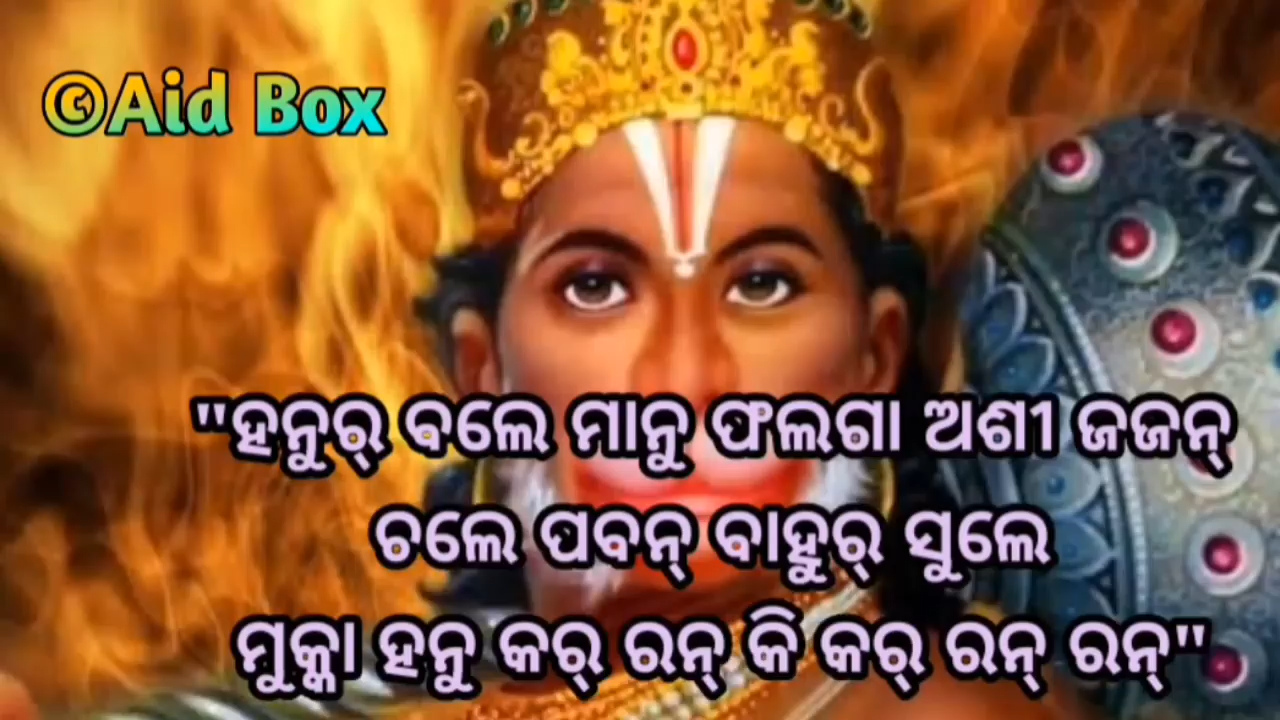 ©Aid Box
"ହନୁର୍ ବଲେ ମାନୁ ଫଲଗା ଅଶୀ ଜଜନ୍
ଚଲେ ପବନ୍ ବାହୁର୍ ସୁଲେ
ମୁକ୍କା ହନୁ କର୍ ରନ୍ କି କର୍ ରନ୍ ରନ୍"